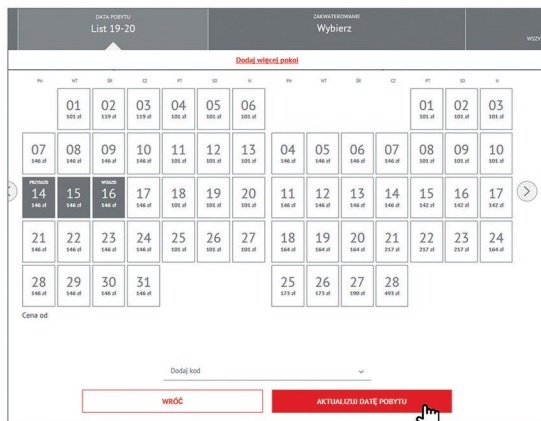 DATA POBYTU ZAKWATEROWANIE
List 19-20 Wybierz
WSZY
Dodaj więcej pokoi
PN WT ŚR CZ PT SO N PN WT ŚR CZ PT SO N
01 02 03 04 05 06 01 02 03
101 zł 119 zł 119 zł 101 zł 101 zł 101 zł 101 zł 101 zł 101 zł
07 08 09 10 11 12 13 04 05 06 07 08 09 10
146 zł 146 zł 146 zł 146 zł 101 zł 101 zł 101 zł 146 zł 146 zł 146 zł 146 zł 101 zł 101 zł 101 zł
PRZYJAZD WYJAZD
14 15 16 17 18 19 20 11 12 13 14 15 16 17
146 zł 146 zł 146 zł 146 zł 101 zł 101 zł 101 zł 146 zł 146 zł 146 zł 146 zł 142 zł 142 zł 142 zł
21 22 23 24 25 26 27 18 19 20 21 22 23 24
146 zł 146 zł 146 zł 146 zł 101 zł 101 zł 101 zł 164 zł 164 zł 164 zł 217 zł 217 zł 217 zł 164 zł
28 29 30 31 25 26 27 28
146 zł 146 zł 146 zł 146 zł 173 zł 173 zł 190 zł 493 zł
Cena od
Dodaj kod
WRÓĆ AKTUALIZUJ DATĘ POBYTU